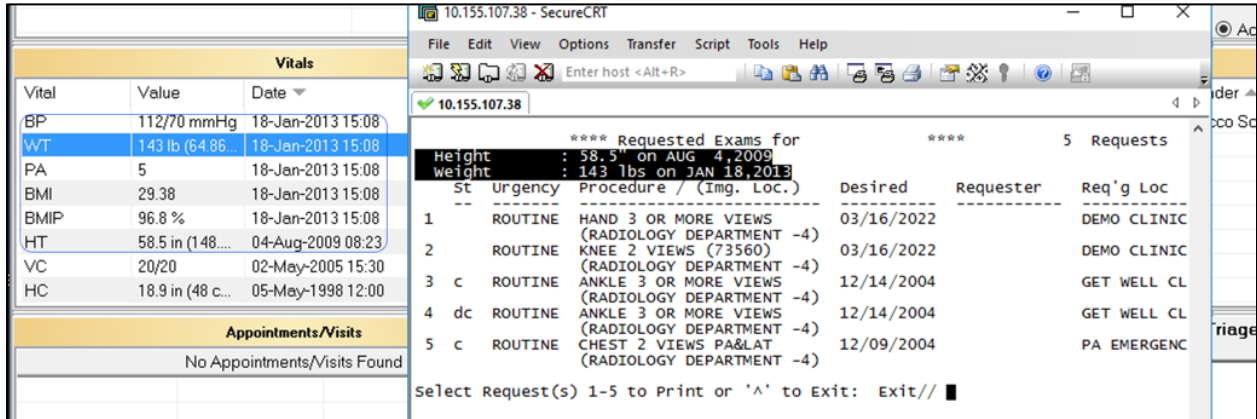 Vitals
Vital Value Date
BP 112/70 mmHg 18-Jan-2013 15:08
WT 143 lb (64.86... 18-Jan-2013 15:08
PA 5 18-Jan-2013 15:08
BMI 29.38 18-Jan-2013 15:08
BMIP 96.8 % 18-Jan-2013 15:08
HT 58.5 in (148.... 04-Aug-2009 08:23
VC 20/20 02-May-2005 15:30
HC 18.9 in (48 c... 05-May-1998 12:00
Appointments/Visits
No Appointments/Visits Found
10.155.107.38 - SecureCRT
File Edit View Options Transfer Script Tools Help
Enter host <Alt+R>
10.155.107.38
**** Requested Exams for **** 5 Requests
Height : 58.5" on AUG 4,2009
Weight : 143 lbs on JAN 18,2013
St Urgency Procedure / (Img. Loc.) Desired Requester Req'g Loc
-- ------- ------------------------- ---------- ----------- ----------
1 ROUTINE HAND 3 OR MORE VIEWS 03/16/2022 DEMO CLINIC
(RADIOLOGY DEPARTMENT -4)
2 ROUTINE KNEE 2 VIEWS (73560) 03/16/2022 DEMO CLINIC
(RADIOLOGY DEPARTMENT -4)
3 c ROUTINE ANKLE 3 OR MORE VIEWS 12/14/2004 GET WELL CL
(RADIOLOGY DEPARTMENT -4)
4 dc ROUTINE ANKLE 3 OR MORE VIEWS 12/14/2004 GET WELL CL
(RADIOLOGY DEPARTMENT -4)
5 c ROUTINE CHEST 2 VIEWS PA&LAT 12/09/2004 PA EMERGENC
(RADIOLOGY DEPARTMENT -4)
Select Request(s) 1-5 to Print or '^' to Exit: Exit//
Ac
der
cco Sc
Triage